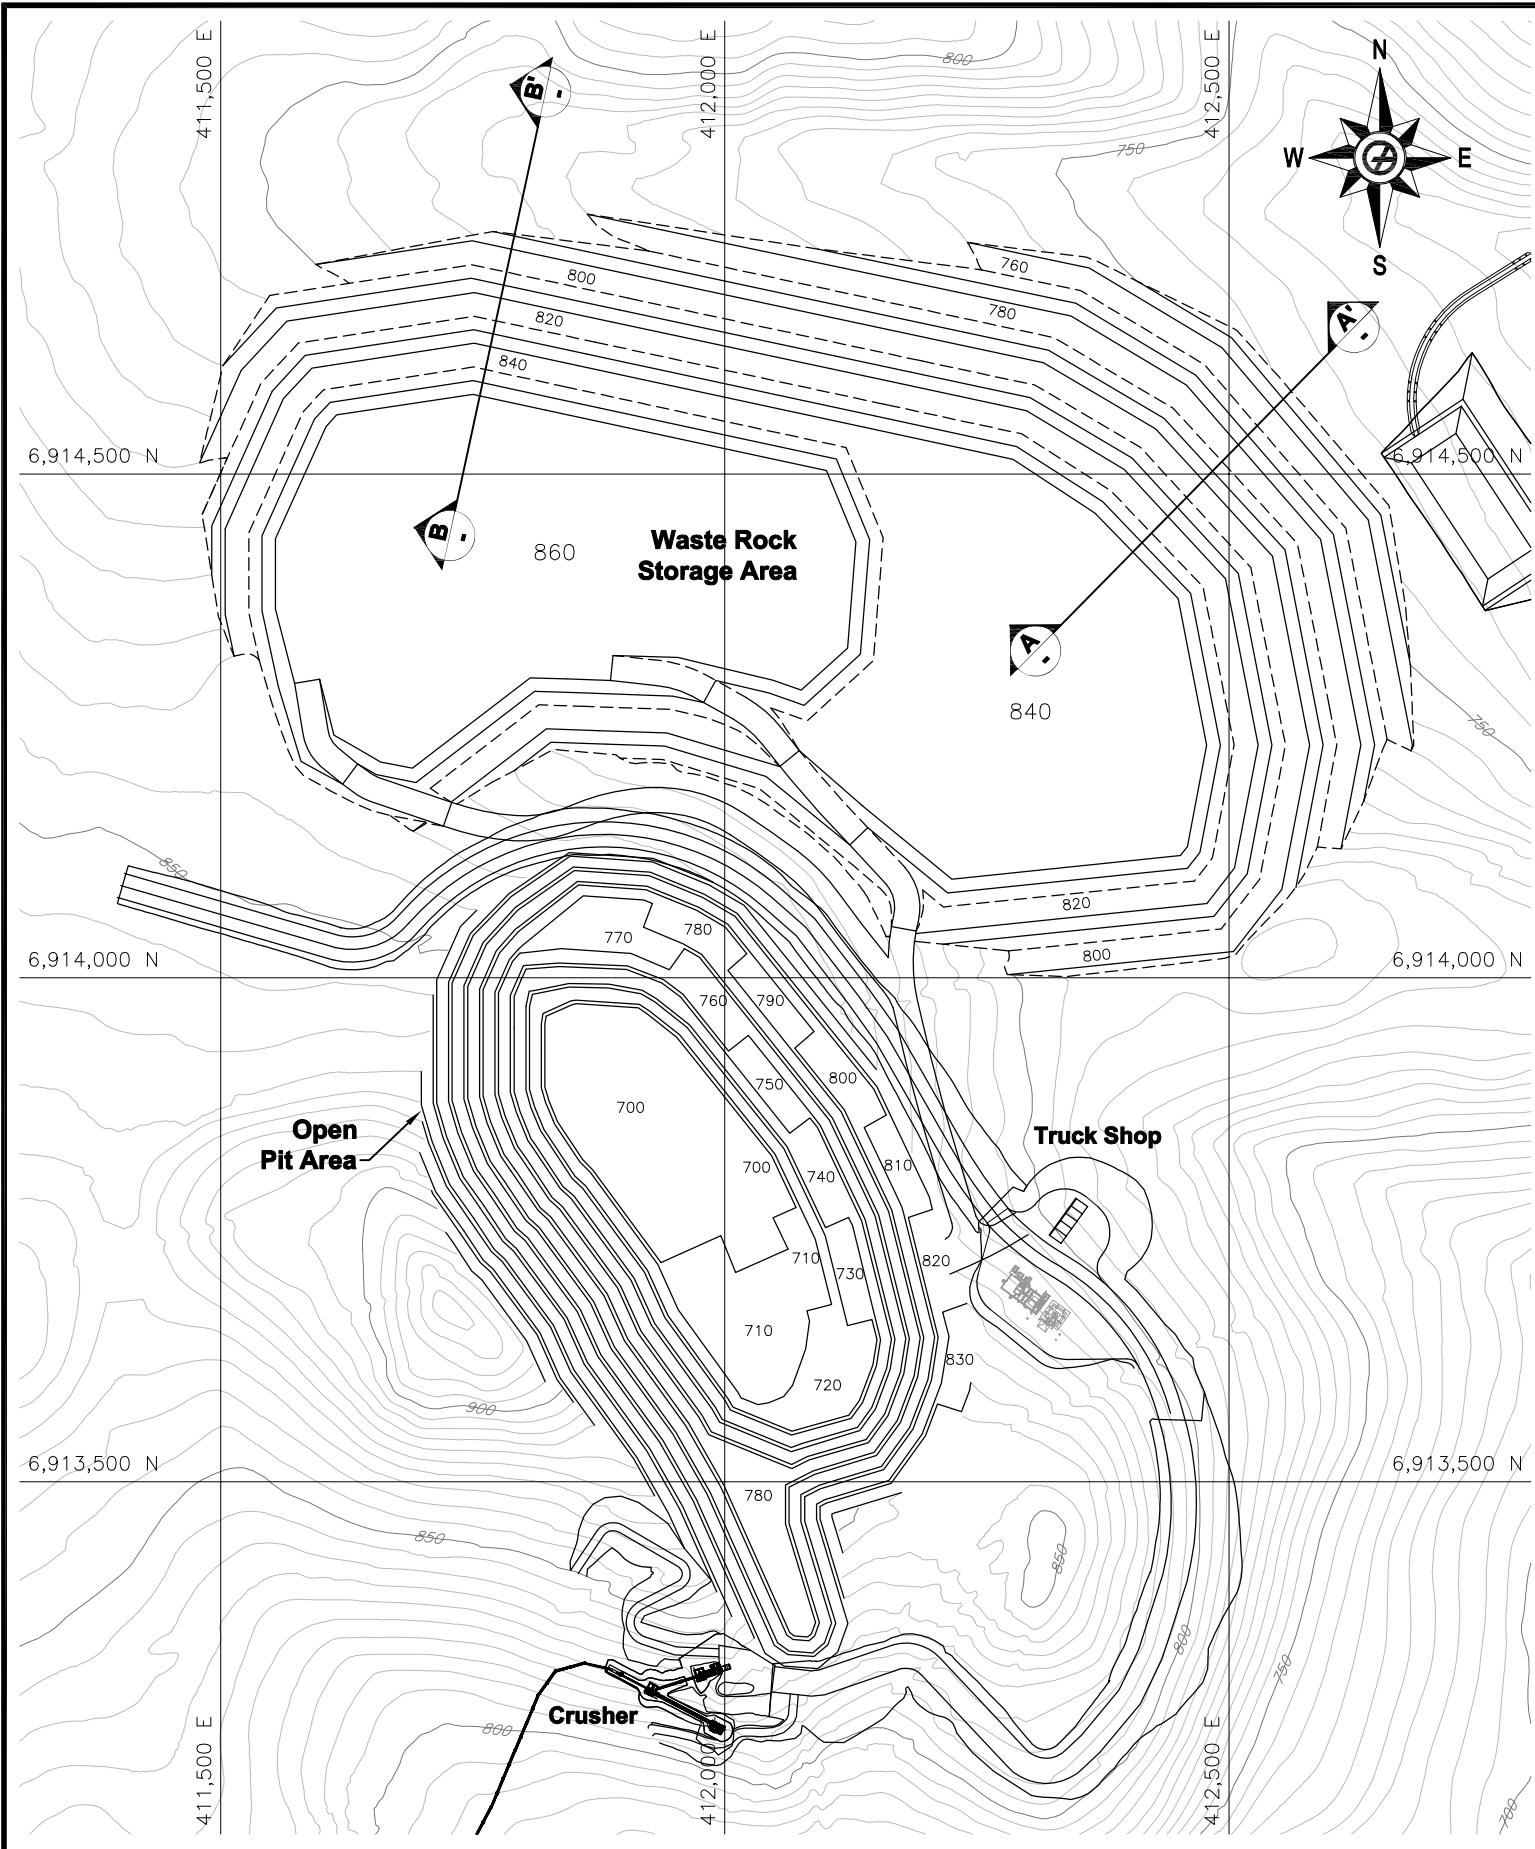 411,500 E
412,000 E
412,500 E
B'
-
800
750
N
W
E
S
A'
-
800
760
780
820
840
6,914,500 N
6,914,500 N
B
-
860
Waste Rock
Storage Area
A
-
840
750
850
820
800
6,914,000 N
6,914,000 N
770
780
760
790
750
800
700
Open
Pit Area
Truck Shop
700
740
810
710
730
820
710
720
830
900
6,913,500 N
6,913,500 N
780
850
850
800
750
Crusher
800
700
411,500 E
412,000 E
412,500 E